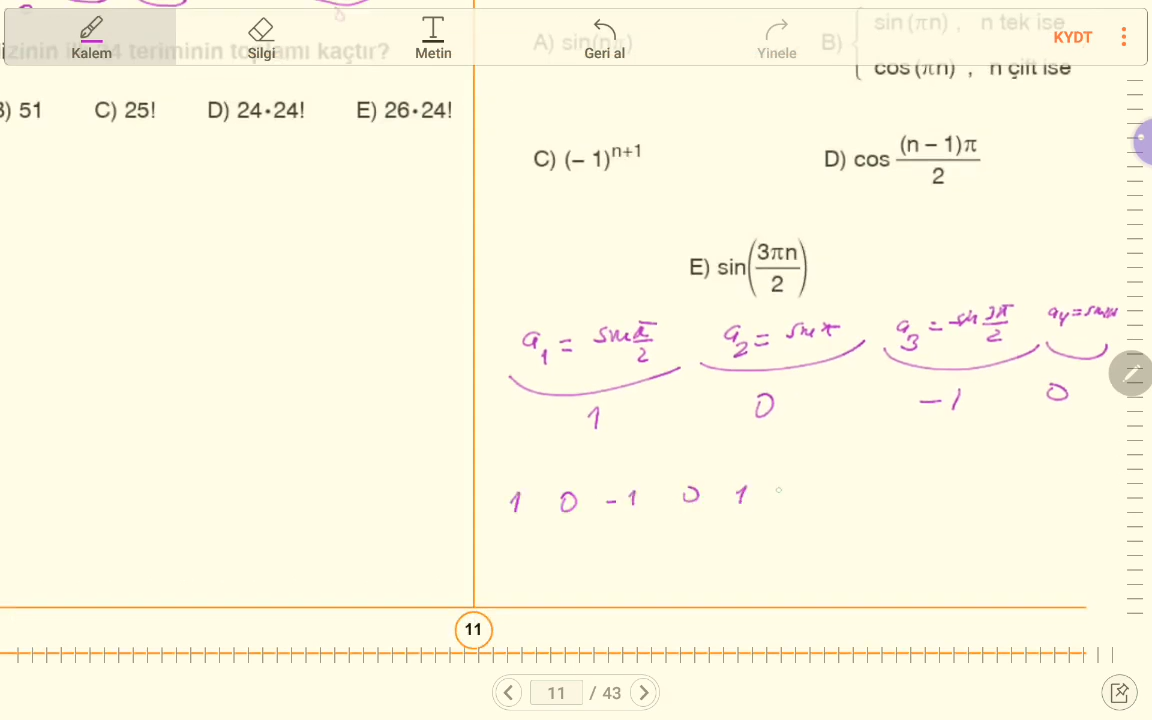 Kalem Silgi Metin Geri al Yinele KYDT
izinin ilk 24 teriminin toplamı kaçtır?
B) 51 C) 25! D) 24·24! E) 26·24!
A) sin(nπ) B) { sin (πn) , n tek ise
cos (πn) , n çift ise
C) (– 1)ⁿ⁺¹ D) cos (n – 1)π / 2
E) sin(3πn / 2)
a₁ = sin π/2 a₂ = sin π a₃ = sin 3π/2 a₄ = sin
1 0 -1 0
1 0 -1 0 1
11
11 / 43